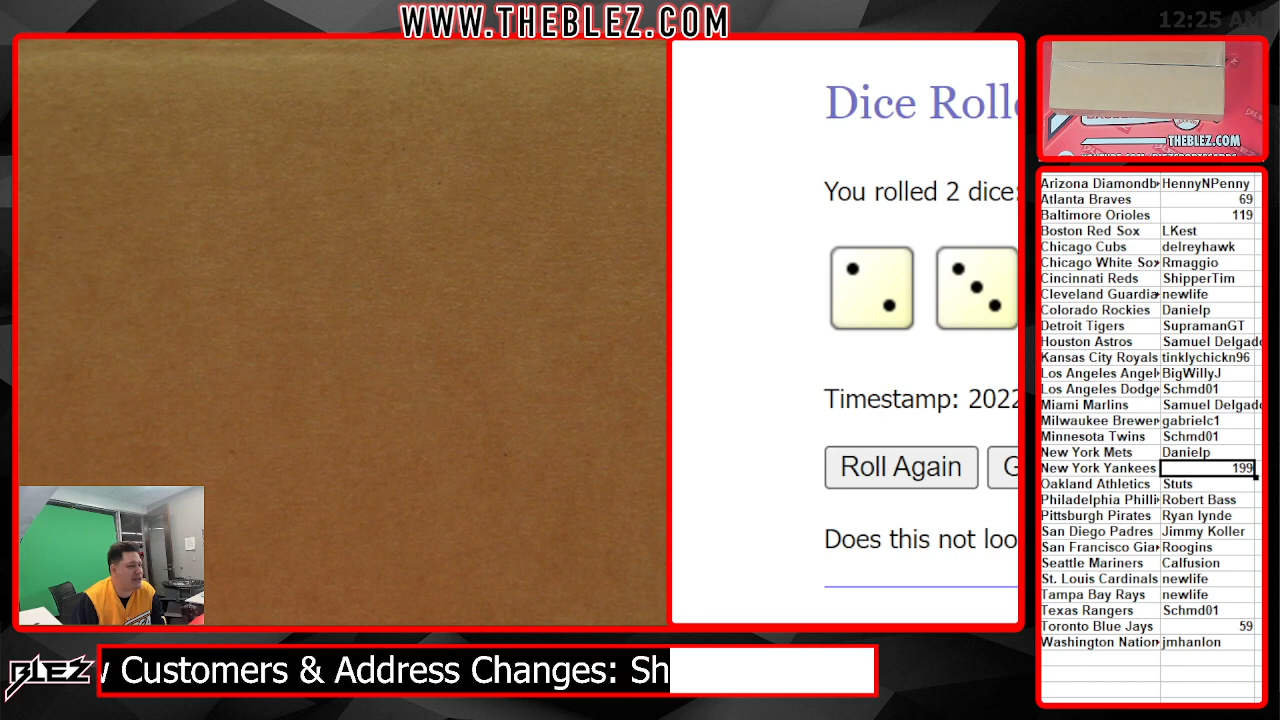 WWW.THEBLEZ.COM
12:25 AM
Dice Roll
You rolled 2 dice:
Timestamp: 2022
Roll Again
G
Does this not loo
THEBLEZ.COM
Arizona Diamondb HennyNPenny
Atlanta Braves 69
Baltimore Orioles 119
Boston Red Sox LKest
Chicago Cubs delreyhawk
Chicago White Sox Rmaggio
Cincinnati Reds ShipperTim
Cleveland Guardia newlife
Colorado Rockies Danielp
Detroit Tigers SupramanGT
Houston Astros Samuel Delgado
Kansas City Royals tinklychickn96
Los Angeles Angel BigWillyJ
Los Angeles Dodge Schmd01
Miami Marlins Samuel Delgado
Milwaukee Brewer gabrielc1
Minnesota Twins Schmd01
New York Mets Danielp
New York Yankees 199
Oakland Athletics Stuts
Philadelphia Philli Robert Bass
Pittsburgh Pirates Ryan lynde
San Diego Padres Jimmy Koller
San Francisco Gia Roogins
Seattle Mariners Calfusion
St. Louis Cardinals newlife
Tampa Bay Rays newlife
Texas Rangers Schmd01
Toronto Blue Jays 59
Washington Nation jmhanlon
BLEZ
w Customers & Address Changes: Sh